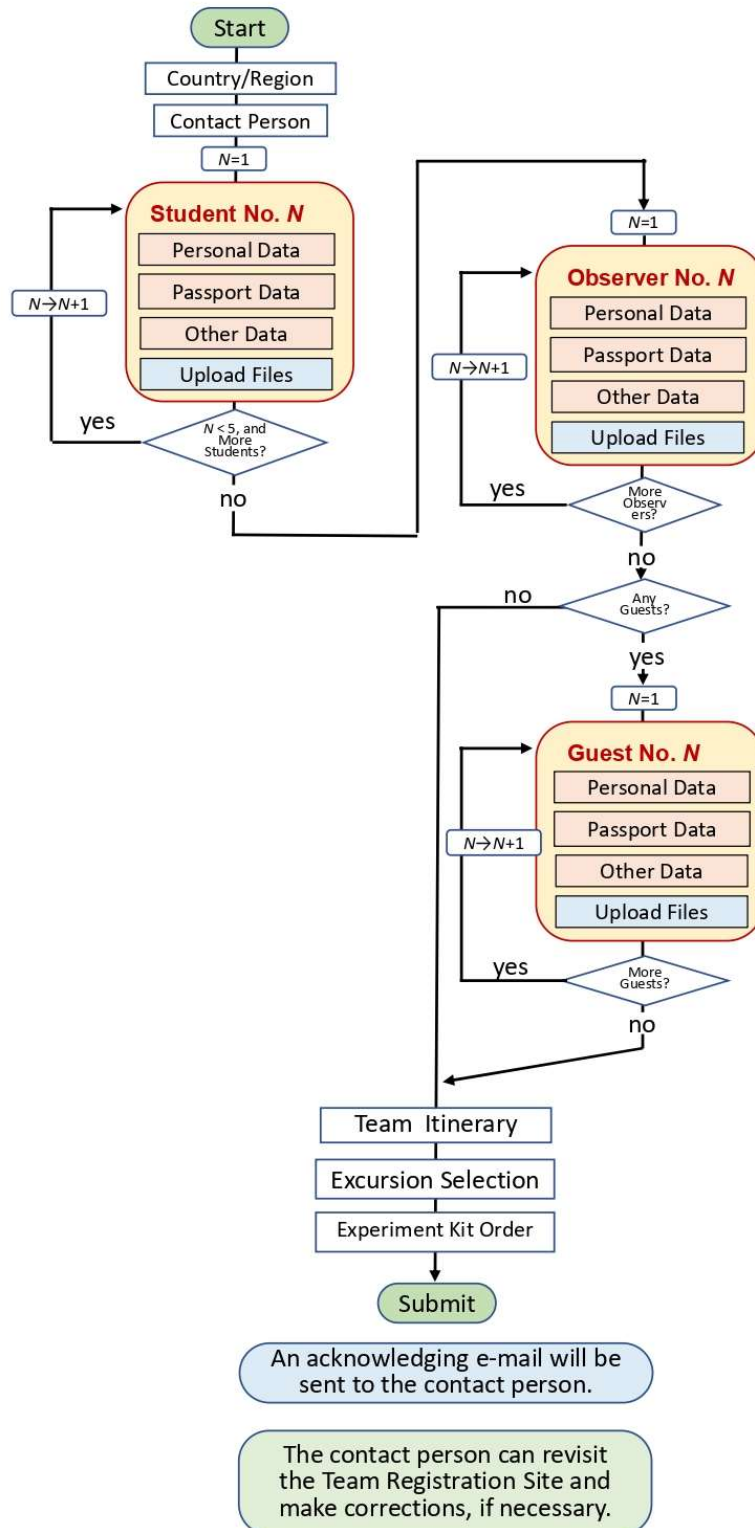 Start
Country/Region
Contact Person
N=1
Student No. N
Personal Data
Passport Data
Other Data
Upload Files
N→N+1
yes
N < 5, and
More
Students?
no
N=1
Observer No. N
Personal Data
Passport Data
Other Data
Upload Files
N→N+1
yes
More
Observ
ers?
no
Any
Guests?
no
yes
N=1
Guest No. N
Personal Data
Passport Data
Other Data
Upload Files
N→N+1
yes
More
Guests?
no
Team Itinerary
Excursion Selection
Experiment Kit Order
Submit
An acknowledging e-mail will be
sent to the contact person.
The contact person can revisit
the Team Registration Site and
make corrections, if necessary.